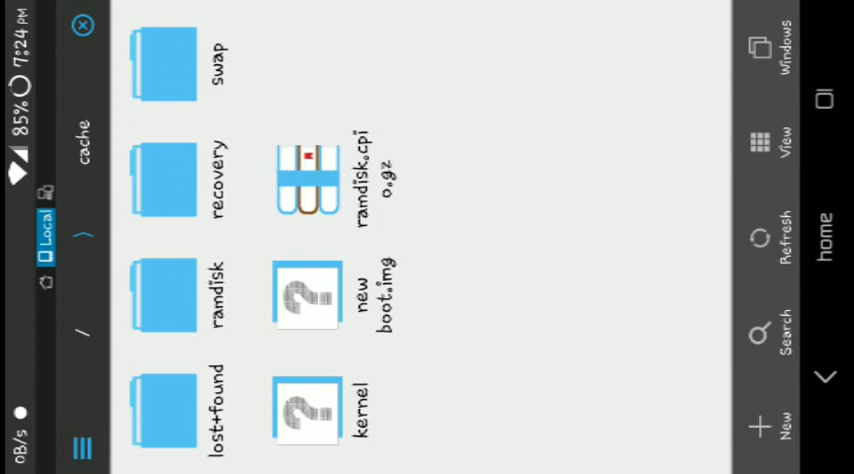 0B/s 85% 7:24 PM
Local
/ cache
lost+found ramdisk recovery swap
kernel new ramdisk.cpi
boot.img o.gz
New Search Refresh View Windows
home